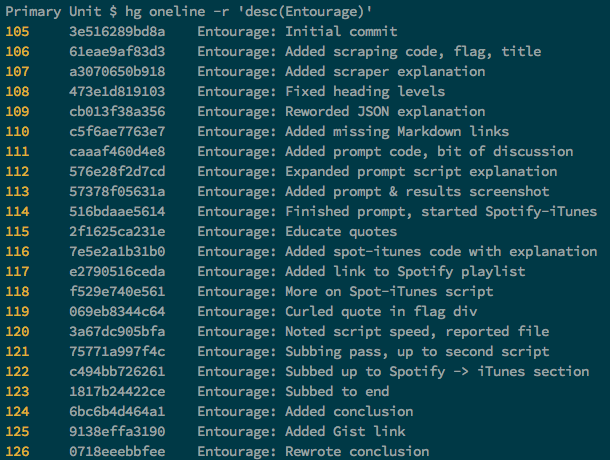 Primary Unit $ hg oneline -r 'desc(Entourage)'
105 3e516289bd8a Entourage: Initial commit
106 61eae9af83d3 Entourage: Added scraping code, flag, title
107 a3070650b918 Entourage: Added scraper explanation
108 473e1d819103 Entourage: Fixed heading levels
109 cb013f38a356 Entourage: Reworded JSON explanation
110 c5f6ae7763e7 Entourage: Added missing Markdown links
111 caaaf460d4e8 Entourage: Added prompt code, bit of discussion
112 576e28f2d7cd Entourage: Expanded prompt script explanation
113 57378f05631a Entourage: Added prompt & results screenshot
114 516bdaae5614 Entourage: Finished prompt, started Spotify-iTunes
115 2f1625ca231e Entourage: Educate quotes
116 7e5e2a1b31b0 Entourage: Added spot-itunes code with explanation
117 e2790516ceda Entourage: Added link to Spotify playlist
118 f529e740e561 Entourage: More on Spot-iTunes script
119 069eb8344c64 Entourage: Curled quote in flag div
120 3a67dc905bfa Entourage: Noted script speed, reported file
121 75771a997f4c Entourage: Subbing pass, up to second script
122 c494bb726261 Entourage: Subbed up to Spotify -> iTunes section
123 1817b24422ce Entourage: Subbed to end
124 6bc6b4d464a1 Entourage: Added conclusion
125 9138effa3190 Entourage: Added Gist link
126 0718eeebbfee Entourage: Rewrote conclusion